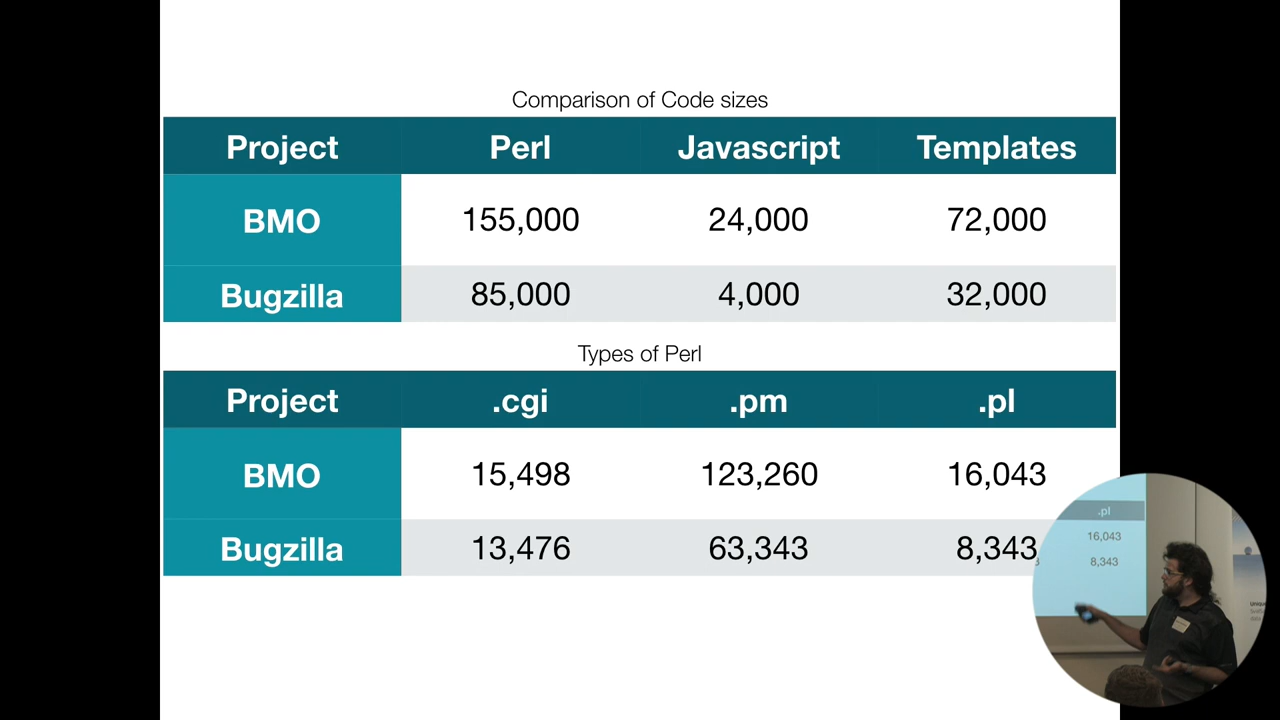 Comparison of Code sizes
Project Perl Javascript Templates
BMO 155,000 24,000 72,000
Bugzilla 85,000 4,000 32,000
Types of Perl
Project .cgi .pm .pl
BMO 15,498 123,260 16,043
Bugzilla 13,476 63,343 8,343
.pl
16,043
3 8,343